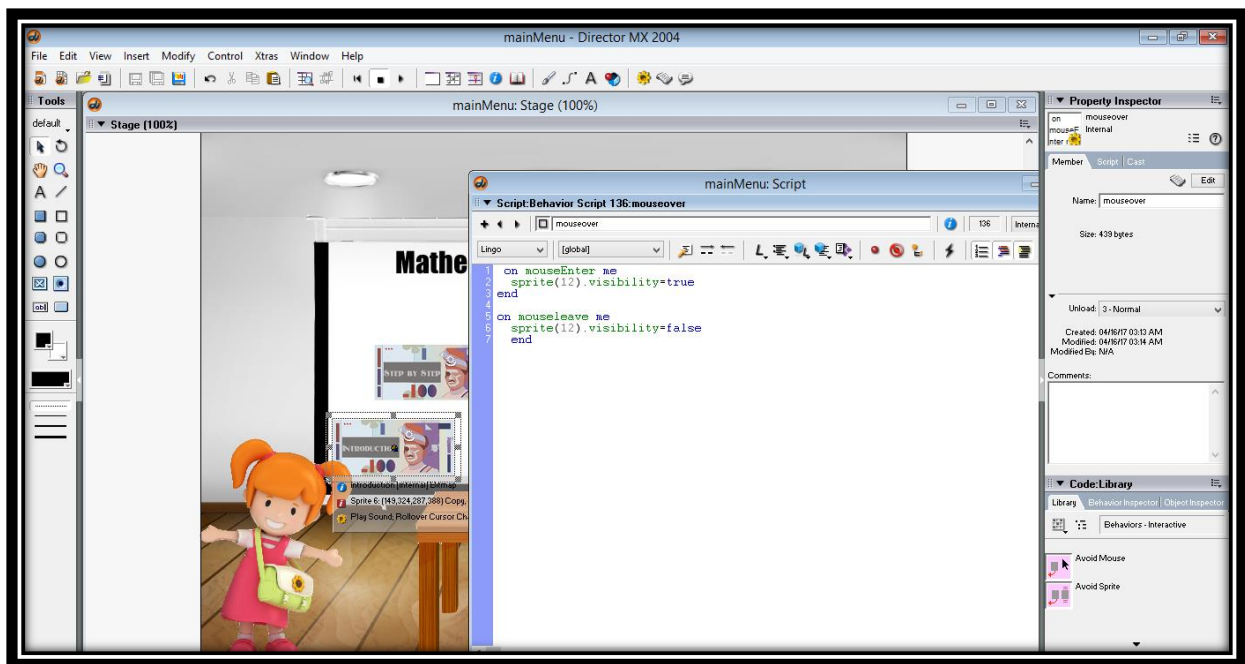 mainMenu - Director MX 2004
File Edit View Insert Modify Control Xtras Window Help
Tools
default
mainMenu: Stage (100%)
Stage (100%)
Mathe
STEP BY STEP
INTRODUCTIO
Introduction [internal] Bitmap
Sprite 6: (149,324,287,388) Copy,
Play Sound; Rollover Cursor Ch
mainMenu: Script
Script:Behavior Script 136:mouseover
mouseover
136
Interna
Lingo
[global]
1 on mouseEnter me
2 sprite(12).visibility=true
3 end
4
5 on mouseleave me
6 sprite(12).visibility=false
7 end
Property Inspector
on
mouseE
nter
mouseover
Internal
Member Script Cast
Edit
Name: mouseover
Size: 439 bytes
Unload: 3 - Normal
Created: 04/16/17 03:13 AM
Modified: 04/16/17 03:14 AM
Modified By: N/A
Comments:
Code:Library
Library Behavior Inspector Object Inspector
Behaviors - Interactive
Avoid Mouse
Avoid Sprite